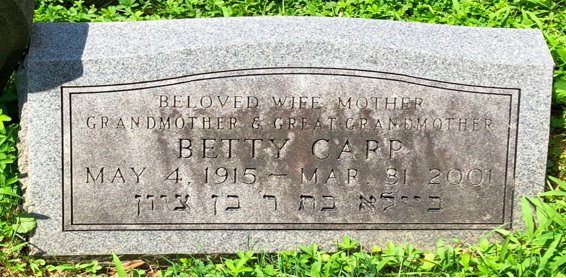 BELOVED WIFE, MOTHER
GRANDMOTHER & GREAT-GRANDMOTHER
BETTY CARP
MAY 4, 1915 — MAR. 31 2001
ביילא בת ר בן ציון